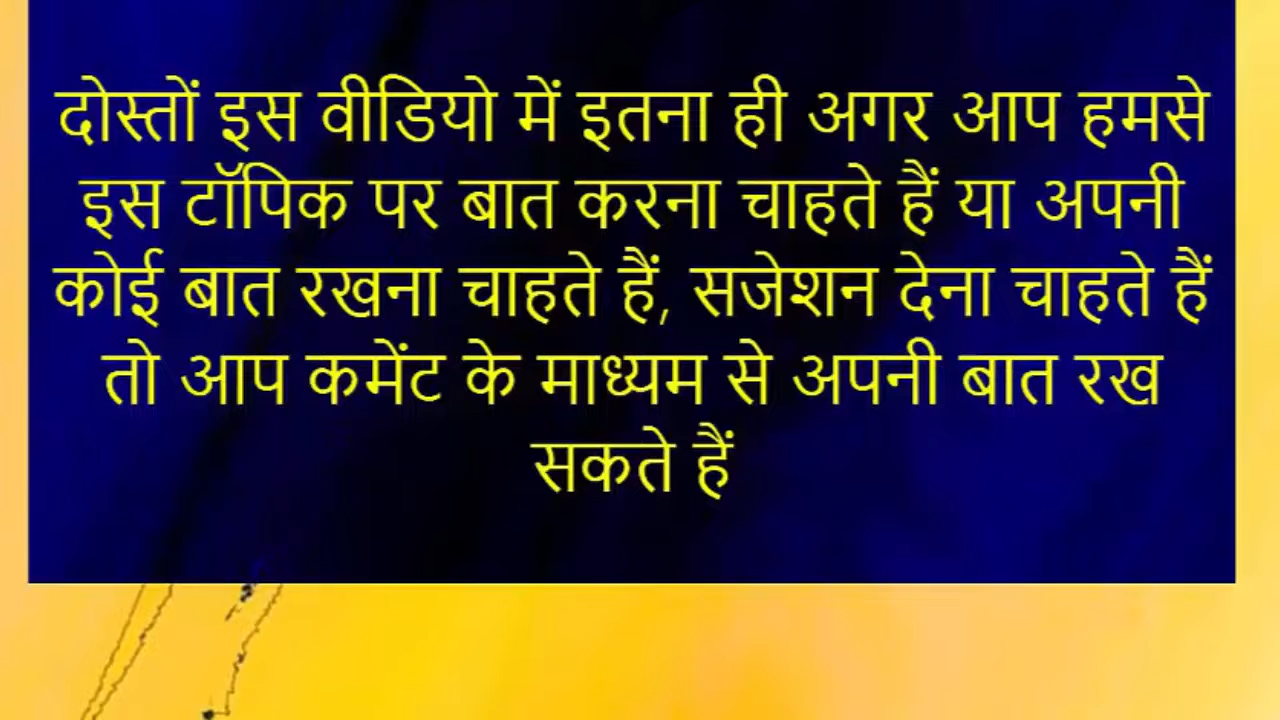 दोस्तों इस वीडियो में इतना ही अगर आप हमसे
इस टॉपिक पर बात करना चाहते हैं या अपनी
कोई बात रखना चाहते हैं, सजेशन देना चाहते हैं
तो आप कमेंट के माध्यम से अपनी बात रख
सकते हैं